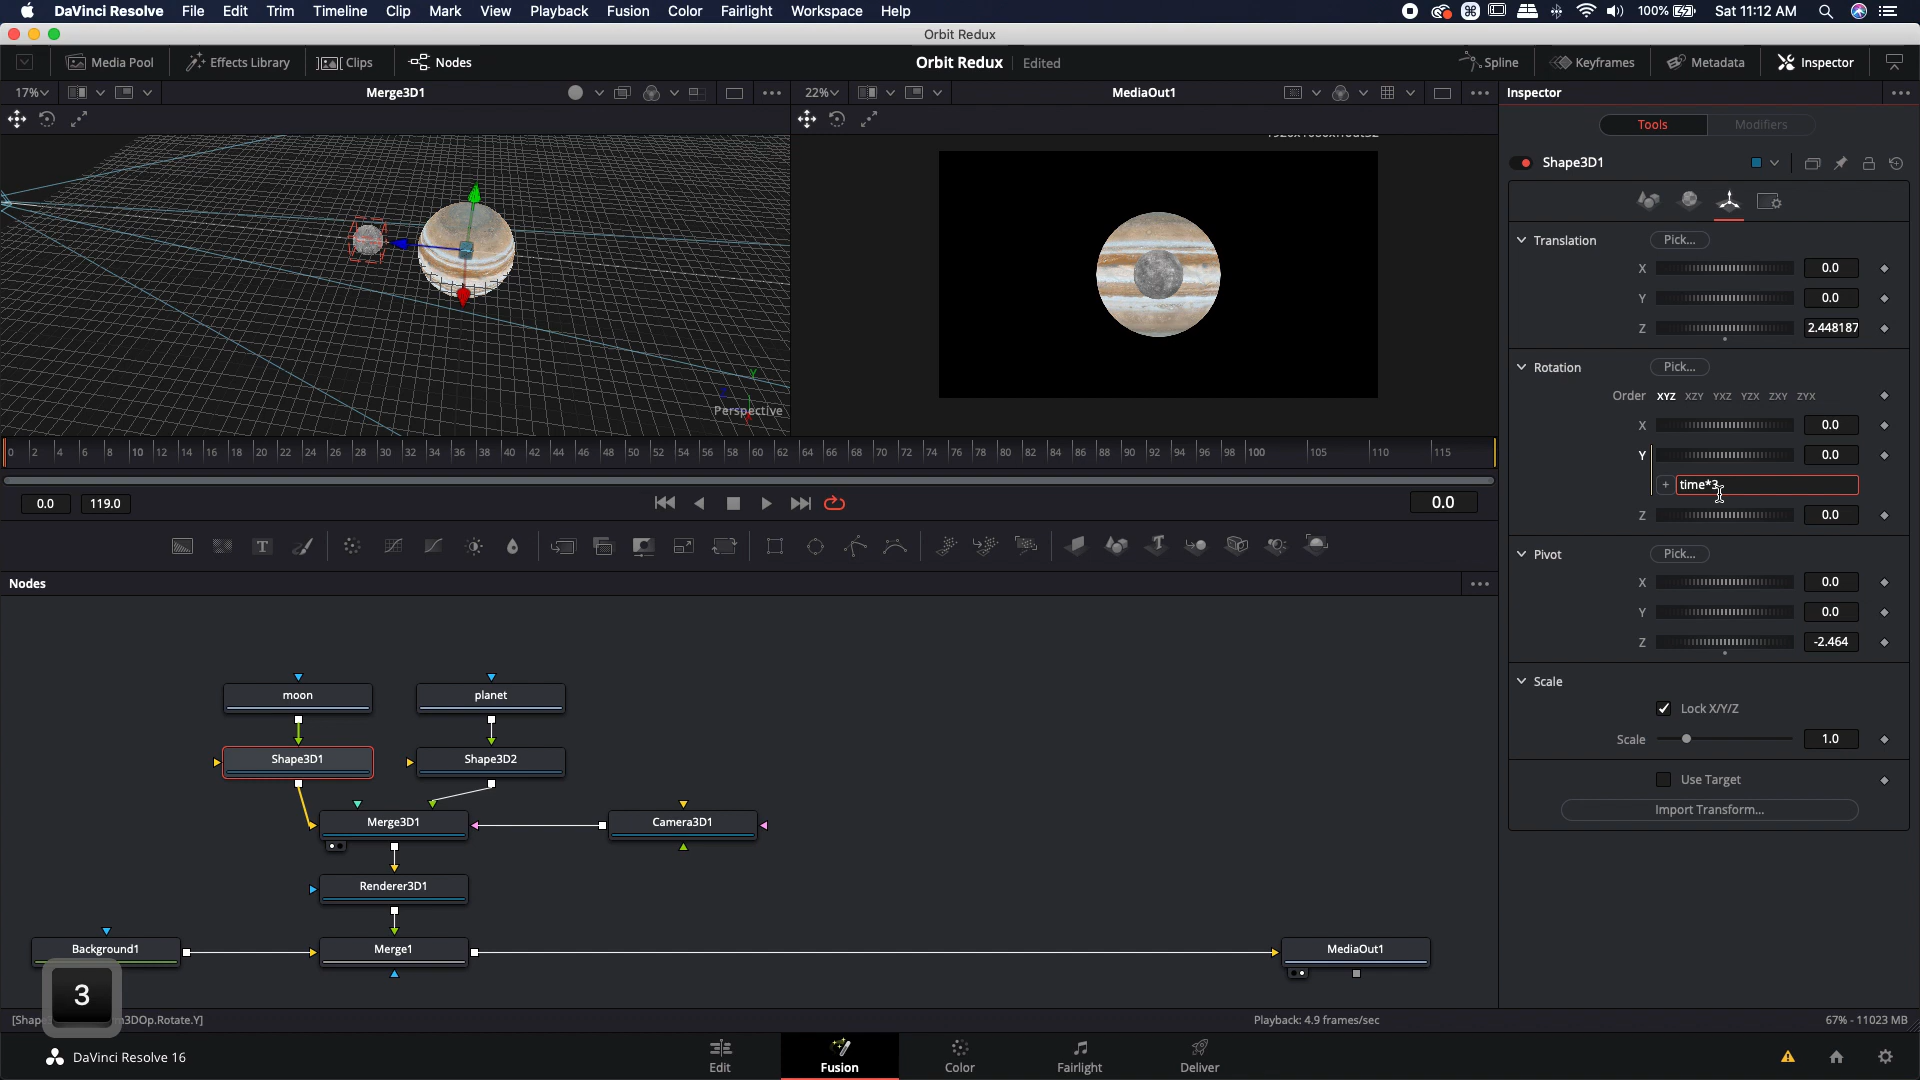 DaVinci Resolve File Edit Trim Timeline Clip Mark View Playback Fusion Color Fairlight Workspace Help 100% Sat 11:12 AM
Orbit Redux
Media Pool Effects Library Clips Nodes Orbit Redux Edited Spline Keyframes Metadata Inspector
17% Merge3D1 22% MediaOut1 Inspector
Tools Modifiers
Shape3D1
Translation Pick...
X 0.0
Y 0.0
Z 2.448187
Rotation Pick...
Order XYZ XZY YXZ YZX ZXY ZYX
X 0.0
Y 0.0
+ time*3
Z 0.0
Pivot Pick...
X 0.0
Y 0.0
Z -2.464
Scale
Lock X/Y/Z
Scale 1.0
Use Target
Import Transform...
Y
Perspective
0 2 4 6 8 10 12 14 16 18 20 22 24 26 28 30 32 34 36 38 40 42 44 46 48 50 52 54 56 58 60 62 64 66 68 70 72 74 76 78 80 82 84 86 88 90 92 94 96 98 100 105 110 115
0.0 119.0 0.0
T
Nodes
moon planet
Shape3D1 Shape3D2
Merge3D1 Camera3D1
Renderer3D1
Background1 Merge1 MediaOut1
3
Playback: 4.9 frames/sec 67% - 11023 MB
DaVinci Resolve 16 Edit Fusion Color Fairlight Deliver